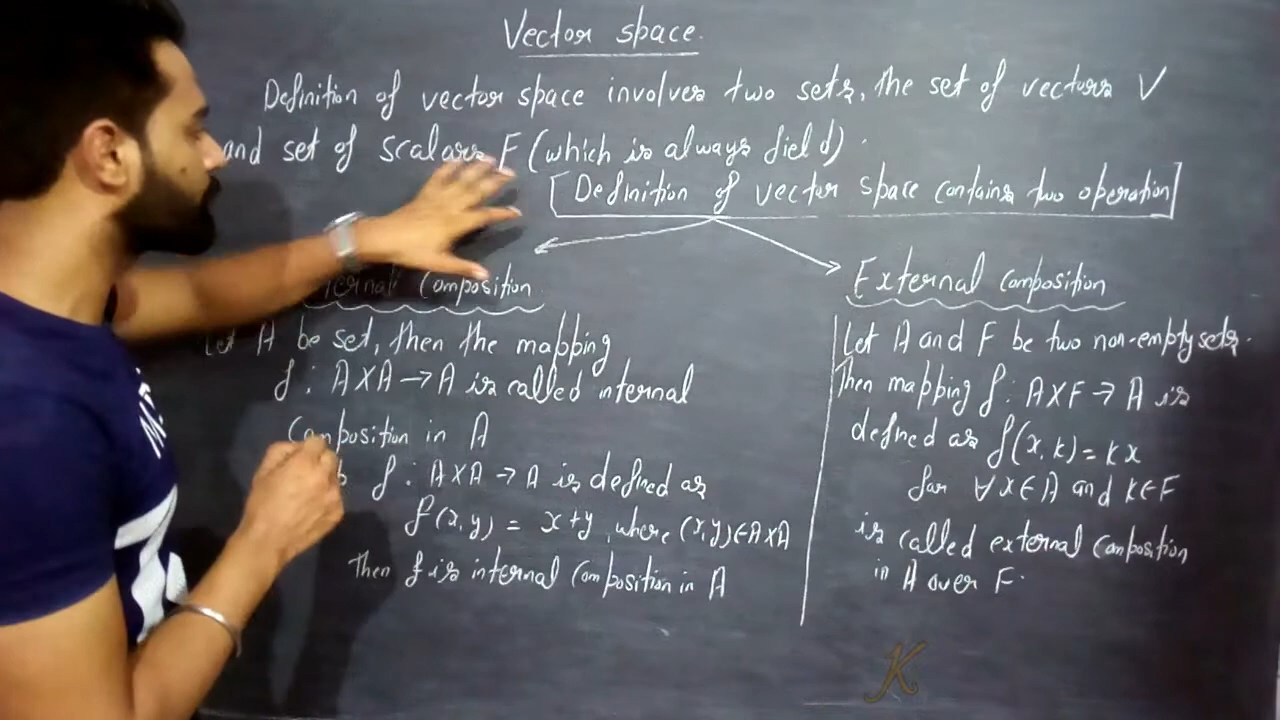 Vector space.
Definition of vector space involves two sets, the set of vectors V
and set of scalars F (which is always field).
[Definition of vector space contains two operation]
Composition
Let A be set, then the mapping
f : A X A → A is called internal
Composition in A
f : A X A → A is defined as
f(x, y) = x+y, where (x, y) ∈ A X A
Then f is internal Composition in A
External Composition
Let A and F be two non-empty sets.
Then mapping f : A X F → A is
defined as f(x, k) = kx
for ∀ x ∈ A and k ∈ F
is called external composition
in A over F.
K